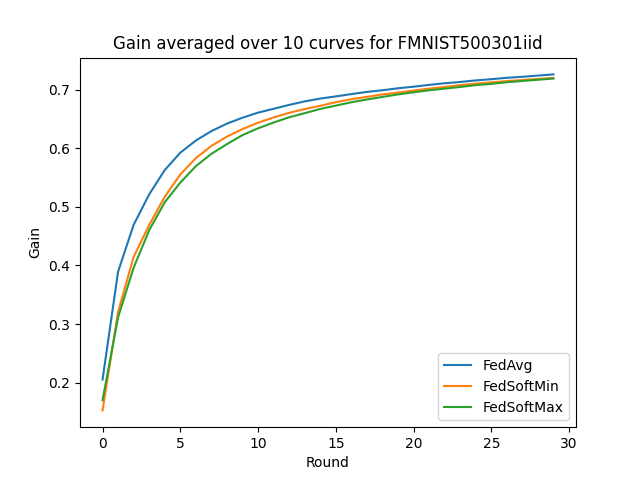 Gain averaged over 10 curves for FMNIST500301iid
Gain
0.7
0.6
0.5
0.4
0.3
0.2
FedAvg
FedSoftMin
FedSoftMax
0 5 10 15 20 25 30
Round